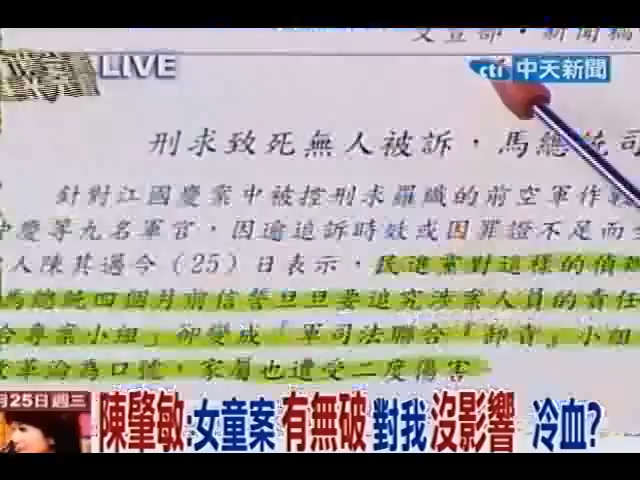 文宣部·新聞稿
LIVE
cti 中天新聞
刑求致死無人被訴，馬總統司
針對江國慶案中被控刑求羅織的前空軍作戰
慶等九名軍官，因逾追訴時效或因罪證不足而
人陳其邁今（25）日表示，民進黨對這樣的偵
馬總統四個月前信誓旦旦要追究涉案人員的責任
合專案小組」卻變成「軍司法聯合「卸責」小組
改革淪為口號，家屬也遭受二度傷害
月25日週三
陳肇敏:女童案有無破 對我沒影響 冷血?